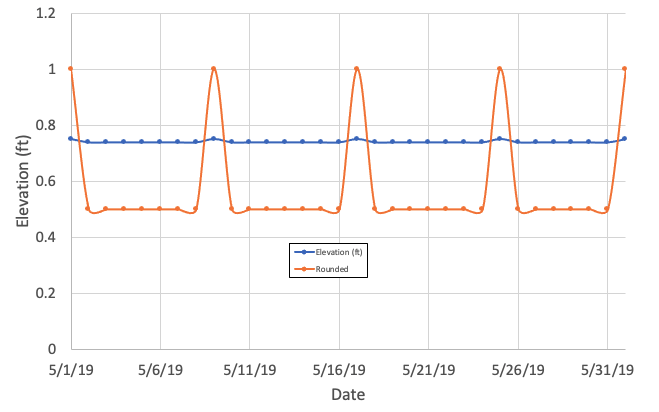 1.2
1
0.8
0.6
0.4
0.2
0
Elevation (ft)
Elevation (ft)
Rounded
5/1/19 5/6/19 5/11/19 5/16/19 5/21/19 5/26/19 5/31/19
Date